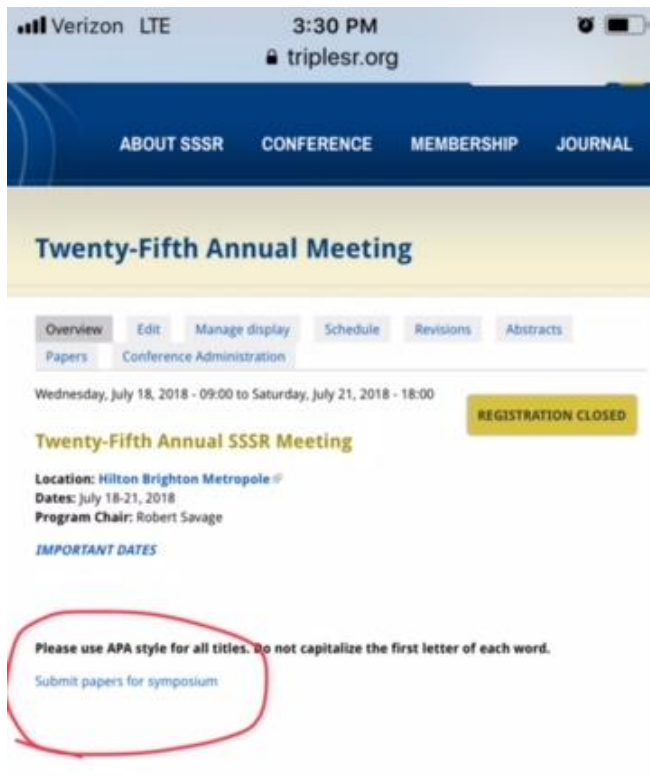 Verizon LTE 3:30 PM
triplesr.org
ABOUT SSSR CONFERENCE MEMBERSHIP JOURNAL
Twenty-Fifth Annual Meeting
Overview Edit Manage display Schedule Revisions Abstracts
Papers Conference Administration
Wednesday, July 18, 2018 - 09:00 to Saturday, July 21, 2018 - 18:00
REGISTRATION CLOSED
Twenty-Fifth Annual SSSR Meeting
Location: Hilton Brighton Metropole
Dates: July 18-21, 2018
Program Chair: Robert Savage
IMPORTANT DATES
Please use APA style for all titles. Do not capitalize the first letter of each word.
Submit papers for symposium